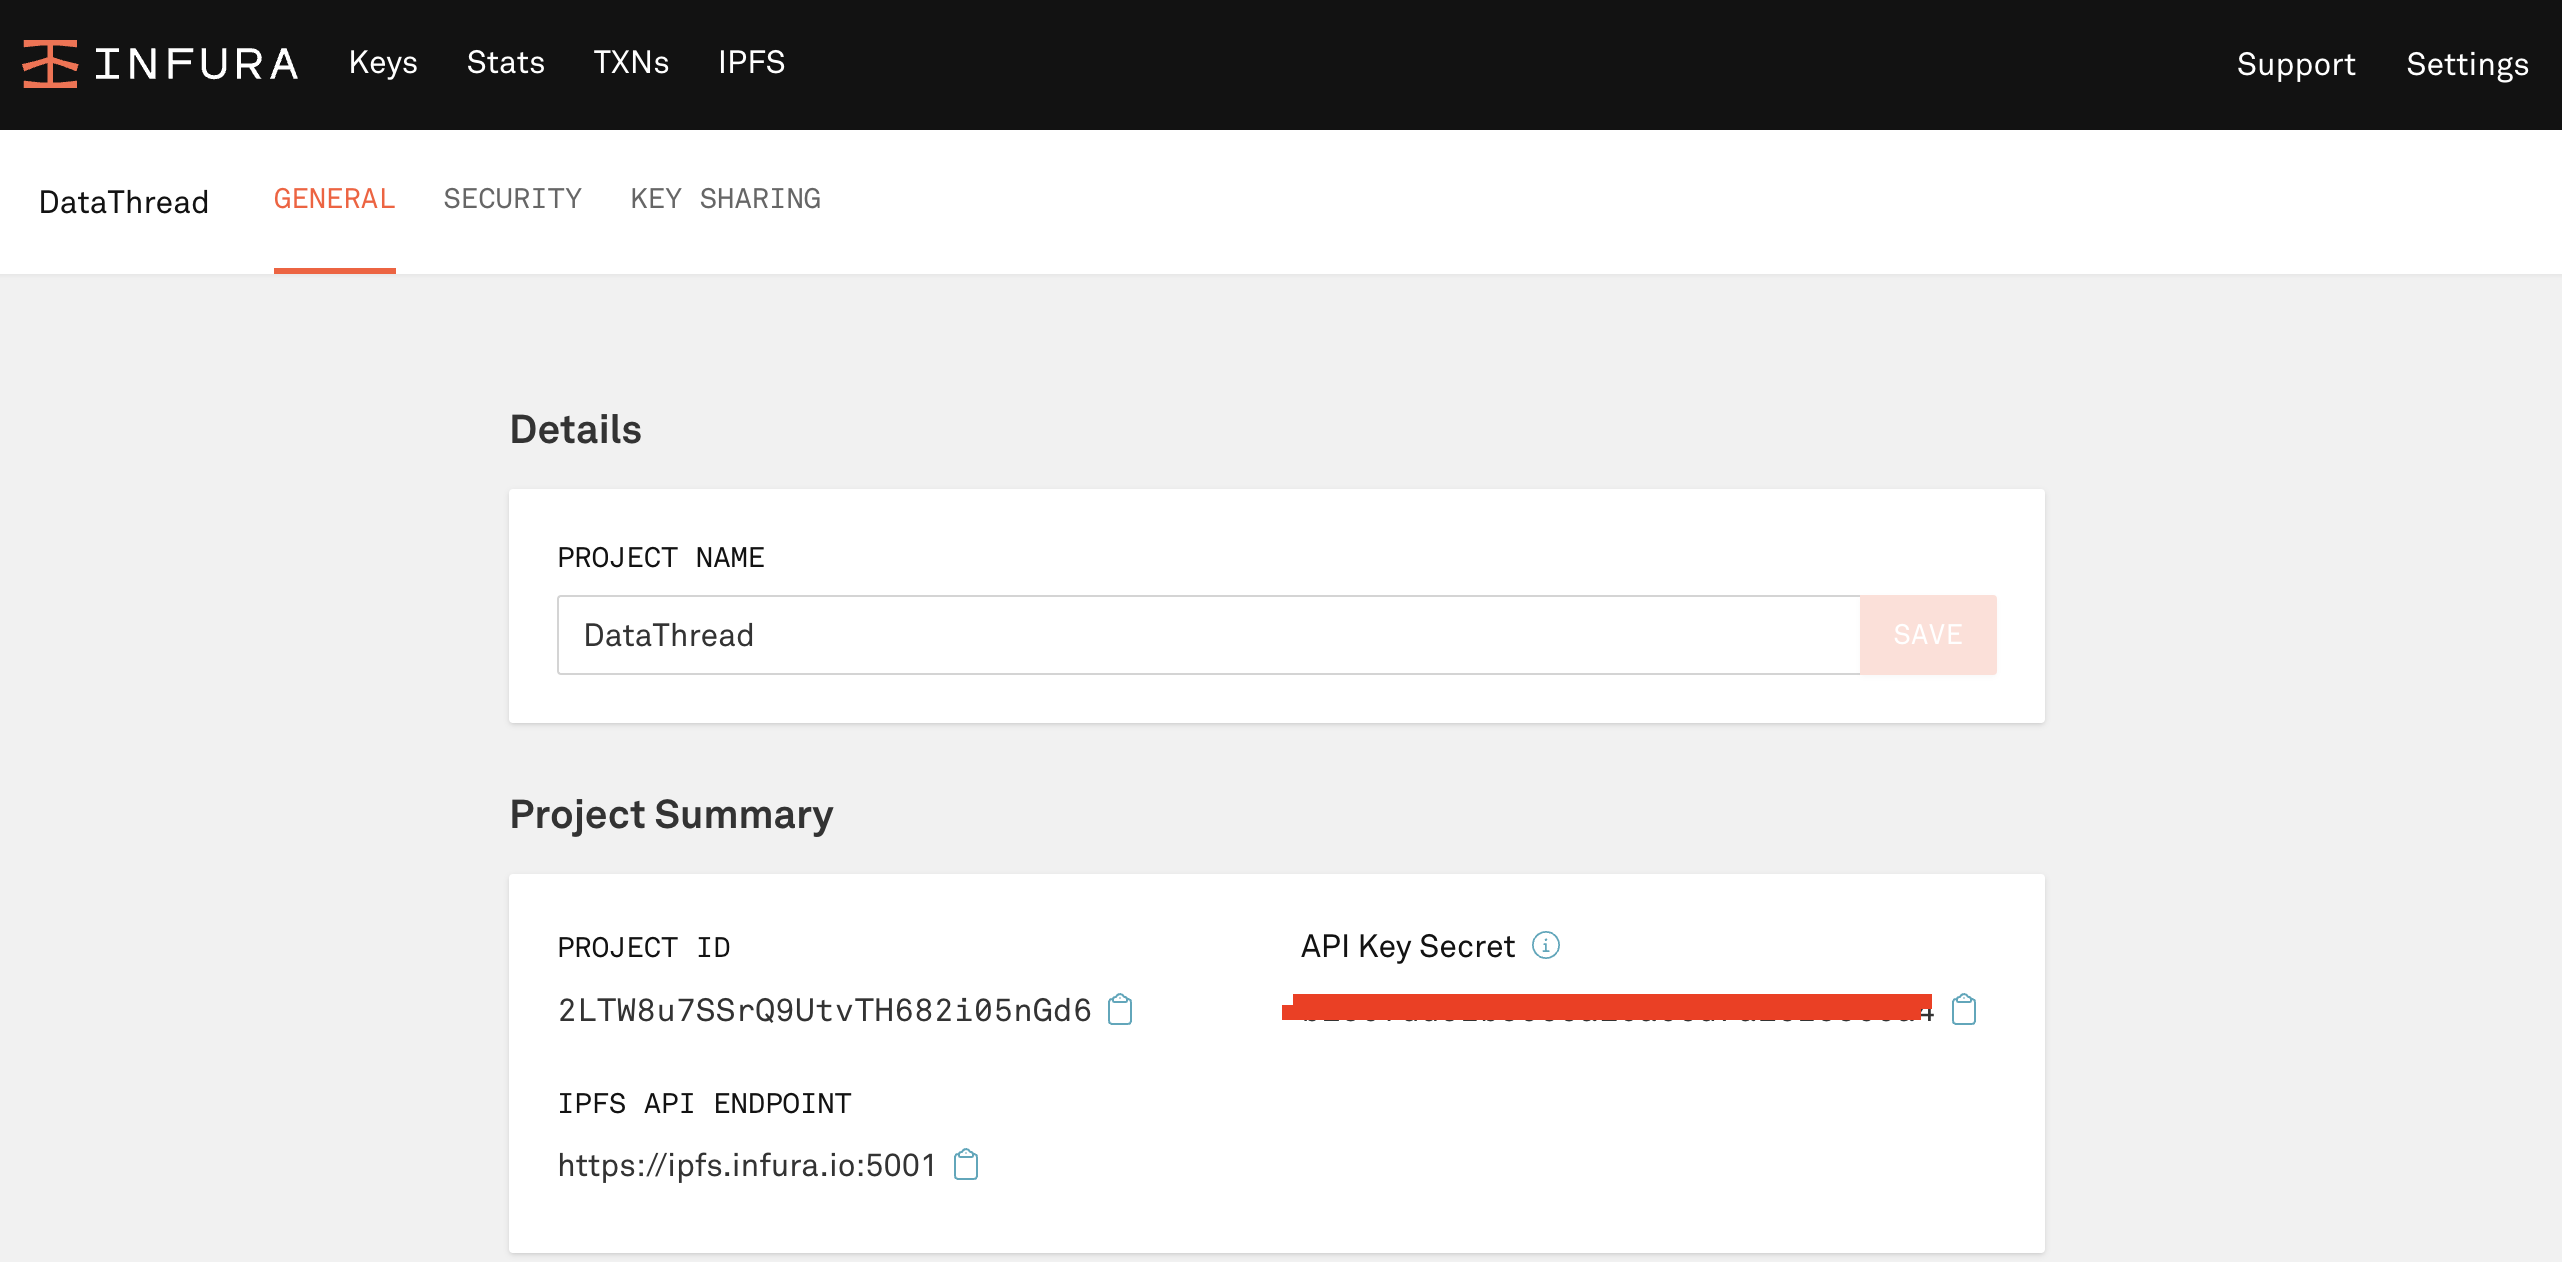 INFURA Keys Stats TXNs IPFS Support Settings
DataThread GENERAL SECURITY KEY SHARING
Details
PROJECT NAME
DataThread SAVE
Project Summary
PROJECT ID
2LTW8u7SSrQ9UtvTH682i05nGd6
API Key Secret
IPFS API ENDPOINT
https://ipfs.infura.io:5001